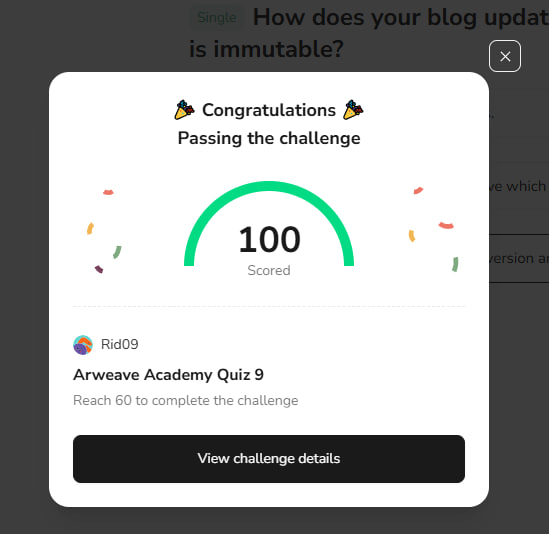 Single How does your blog updat
is immutable?
Congratulations
Passing the challenge
100
Scored
ve which
version a
Rid09
Arweave Academy Quiz 9
Reach 60 to complete the challenge
View challenge details